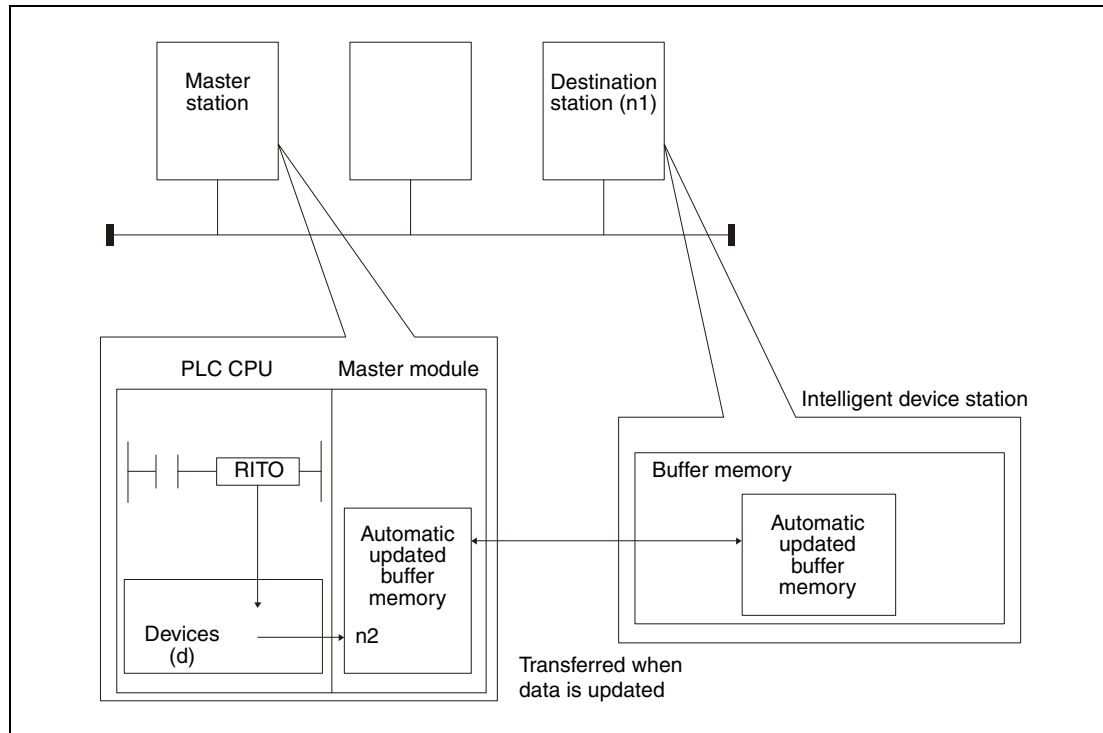 Master
station
Destination
station (n1)
PLC CPU
Master module
RITO
Automatic
updated
buffer
memory
Devices
(d)
n2
Intelligent device station
Buffer memory
Automatic
updated
buffer
memory
Transferred when
data is updated